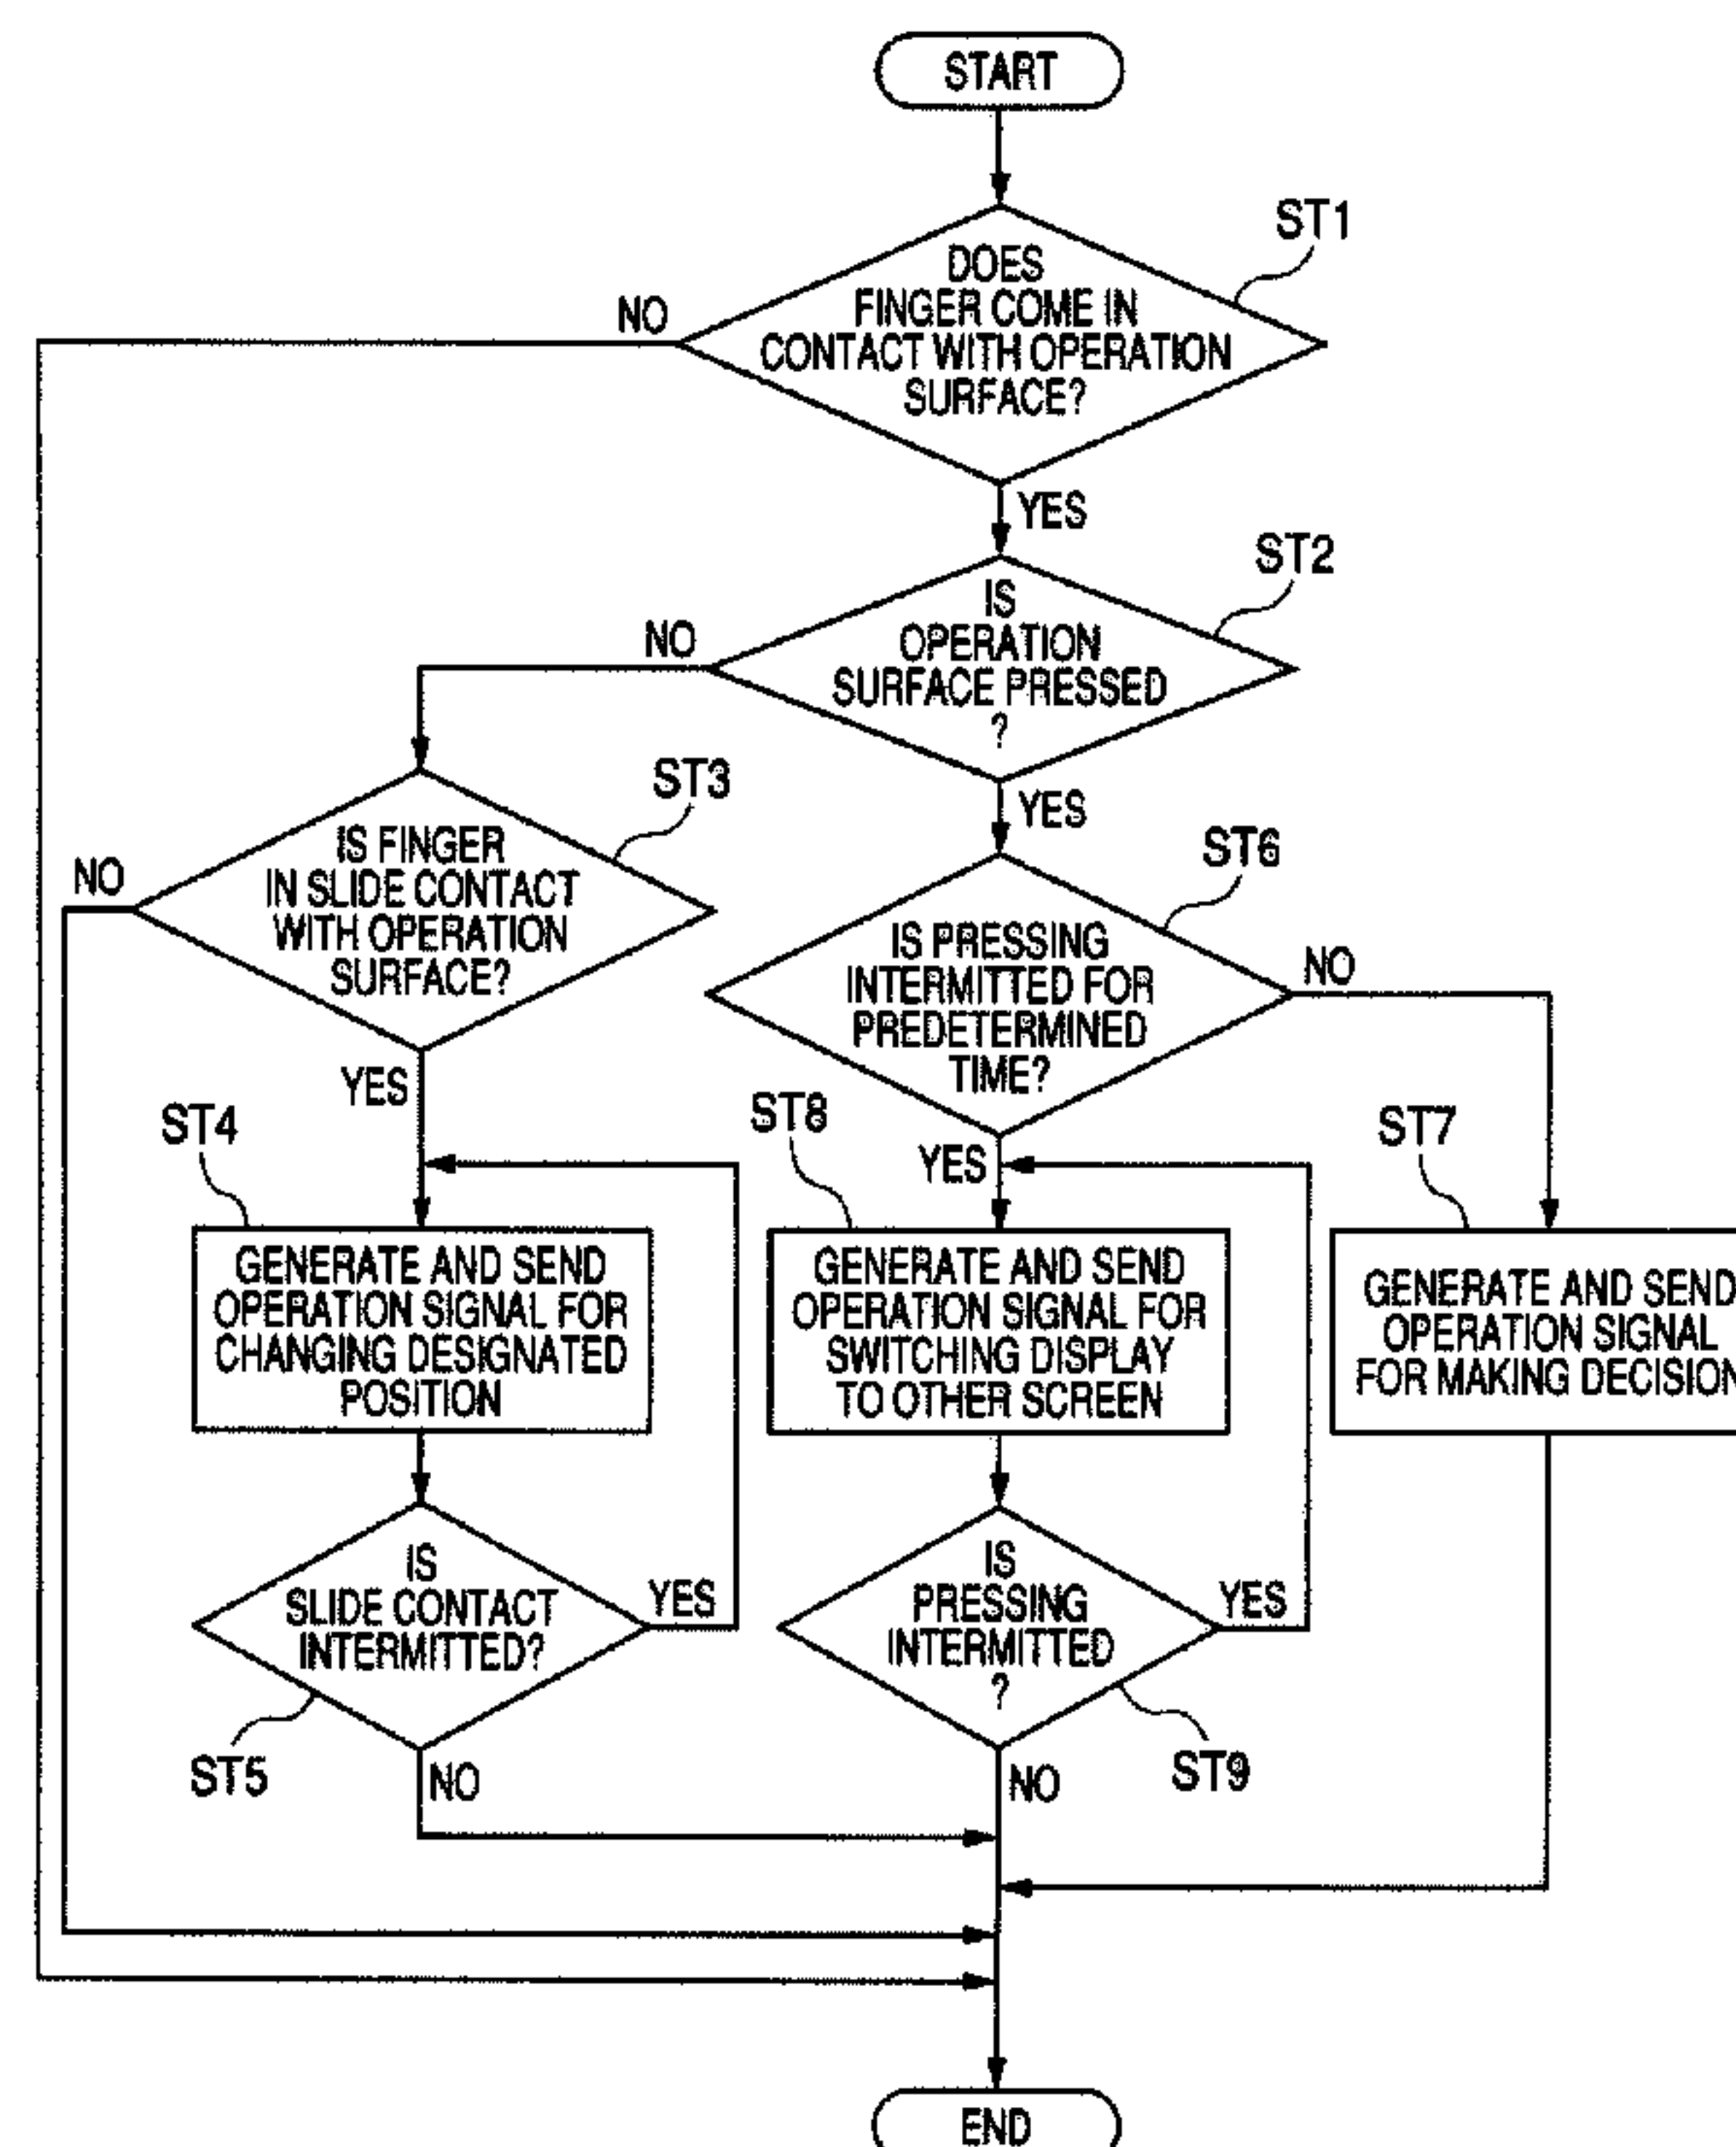 START
ST1
DOES
FINGER COME IN
CONTACT WITH OPERATION
SURFACE?
NO
YES
ST2
IS
OPERATION
SURFACE PRESSED
?
NO
YES
ST3
IS FINGER
IN SLIDE CONTACT
WITH OPERATION
SURFACE?
NO
YES
ST6
IS PRESSING
INTERMITTED FOR
PREDETERMINED
TIME?
NO
YES
ST4
GENERATE AND SEND
OPERATION SIGNAL FOR
CHANGING DESIGNATED
POSITION
ST8
GENERATE AND SEND
OPERATION SIGNAL FOR
SWITCHING DISPLAY
TO OTHER SCREEN
ST7
GENERATE AND SEND
OPERATION SIGNAL
FOR MAKING DECISION
IS
SLIDE CONTACT
INTERMITTED?
YES
ST5
NO
IS
PRESSING
INTERMITTED
?
YES
ST9
NO
END